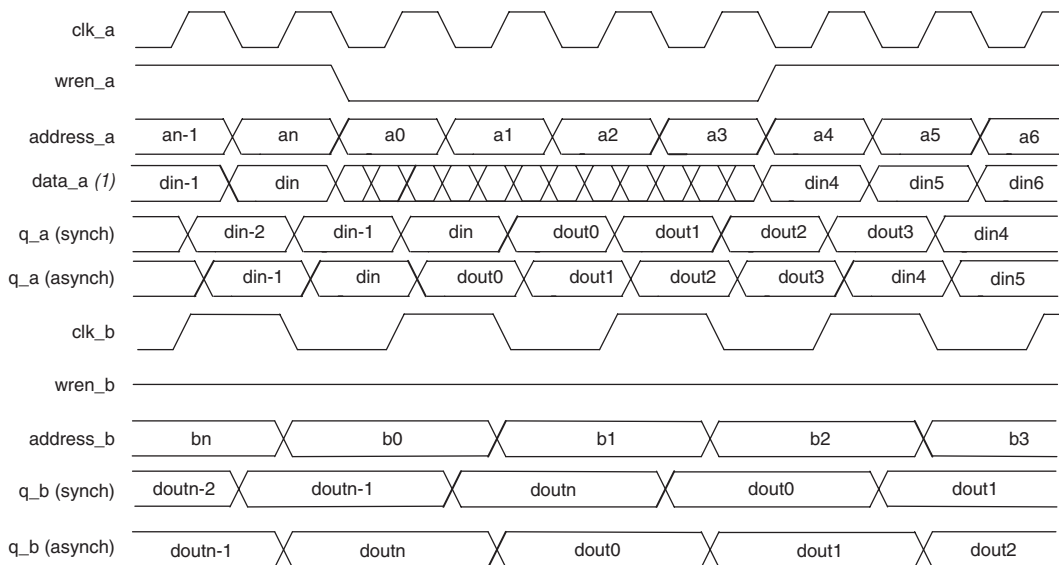 clk_a
wren_a
address_a an-1 an a0 a1 a2 a3 a4 a5 a6
data_a (1) din-1 din din4 din5 din6
q_a (synch) din-2 din-1 din dout0 dout1 dout2 dout3 din4
q_a (asynch) din-1 din dout0 dout1 dout2 dout3 din4 din5
clk_b
wren_b
address_b bn b0 b1 b2 b3
q_b (synch) doutn-2 doutn-1 doutn dout0 dout1
q_b (asynch) doutn-1 doutn dout0 dout1 dout2